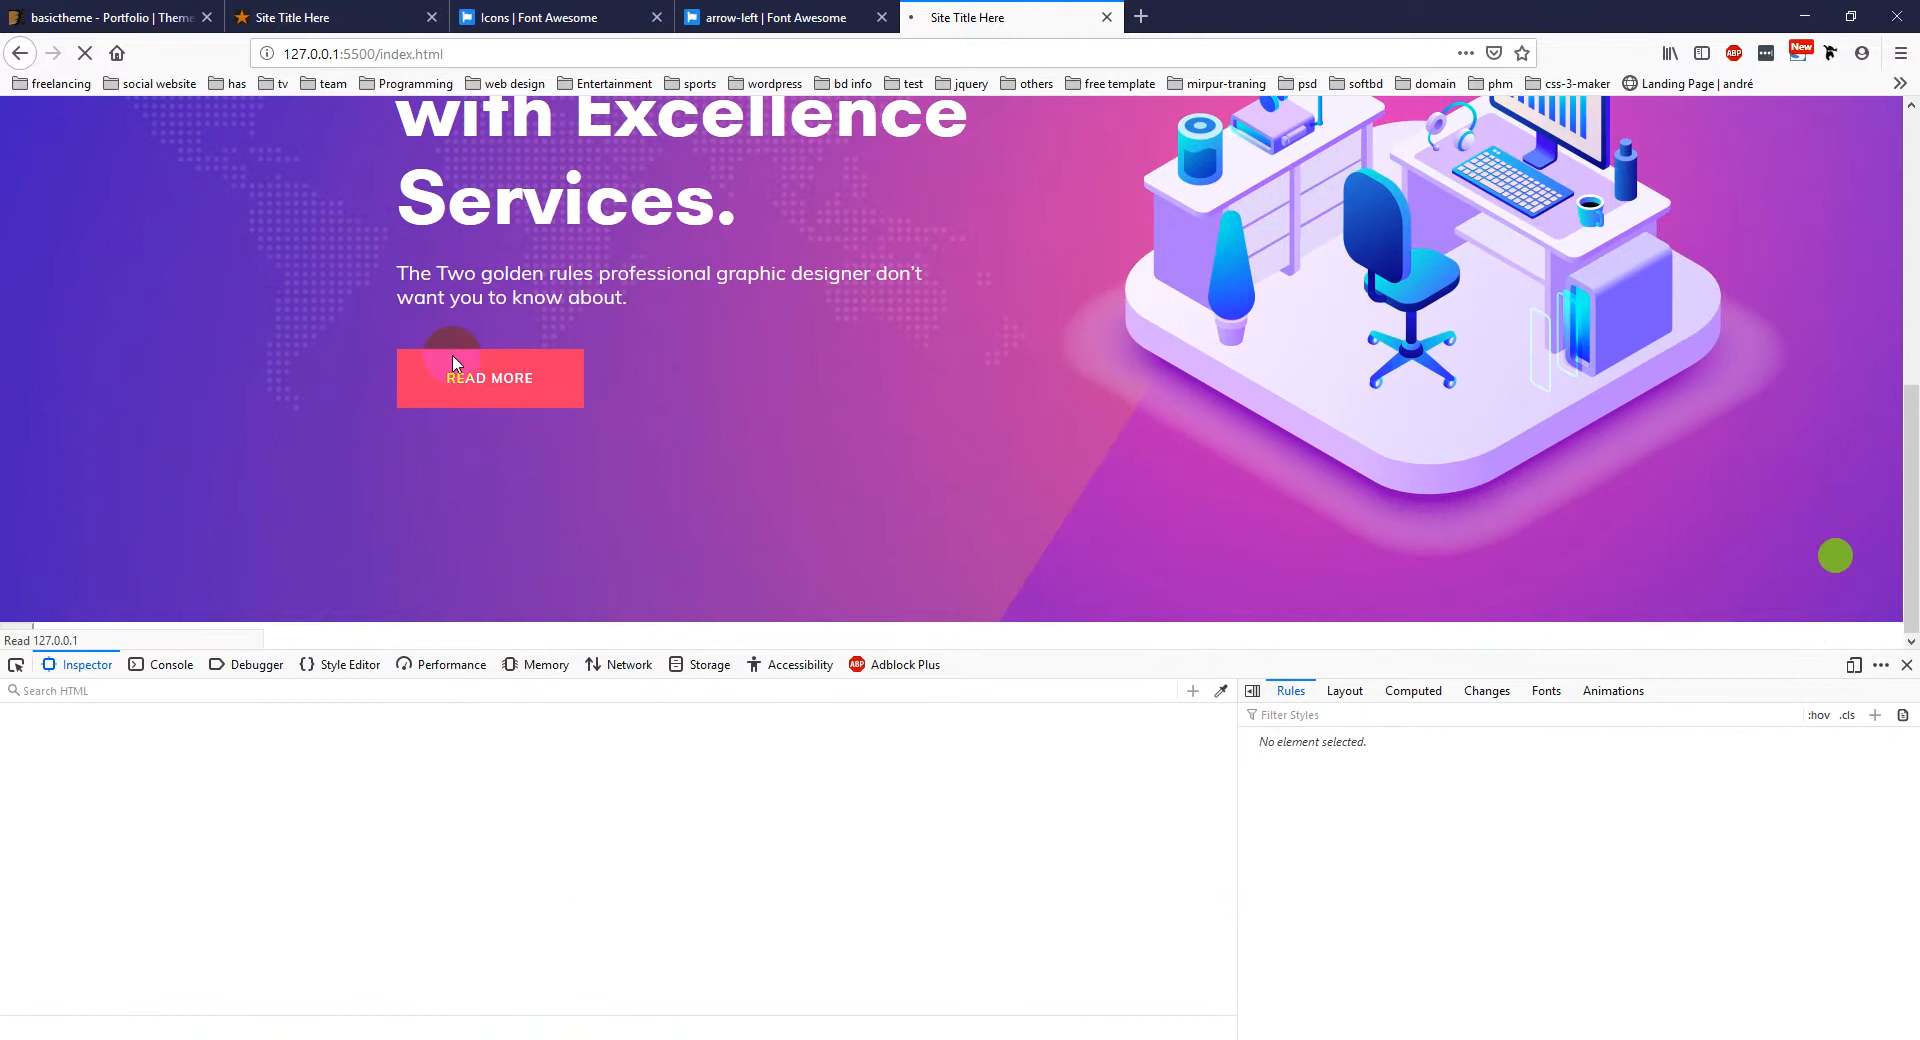 basictheme - Portfolio | Theme
Site Title Here
Icons | Font Awesome
arrow-left | Font Awesome
Site Title Here
127.0.0.1:5500/index.html
New
ABP
freelancing
social website
has
tv
team
Programming
web design
Entertainment
sports
wordpress
bd info
test
jquery
others
free template
mirpur-traning
psd
softbd
domain
phm
css-3-maker
Landing Page | andré
with Excellence
Services.
The Two golden rules professional graphic designer don't
want you to know about.
READ MORE
Read 127.0.0.1
Inspector
Console
Debugger
Style Editor
Performance
Memory
Network
Storage
Accessibility
ABP
Adblock Plus
Search HTML
Rules
Layout
Computed
Changes
Fonts
Animations
Filter Styles
:hov
.cls
No element selected.